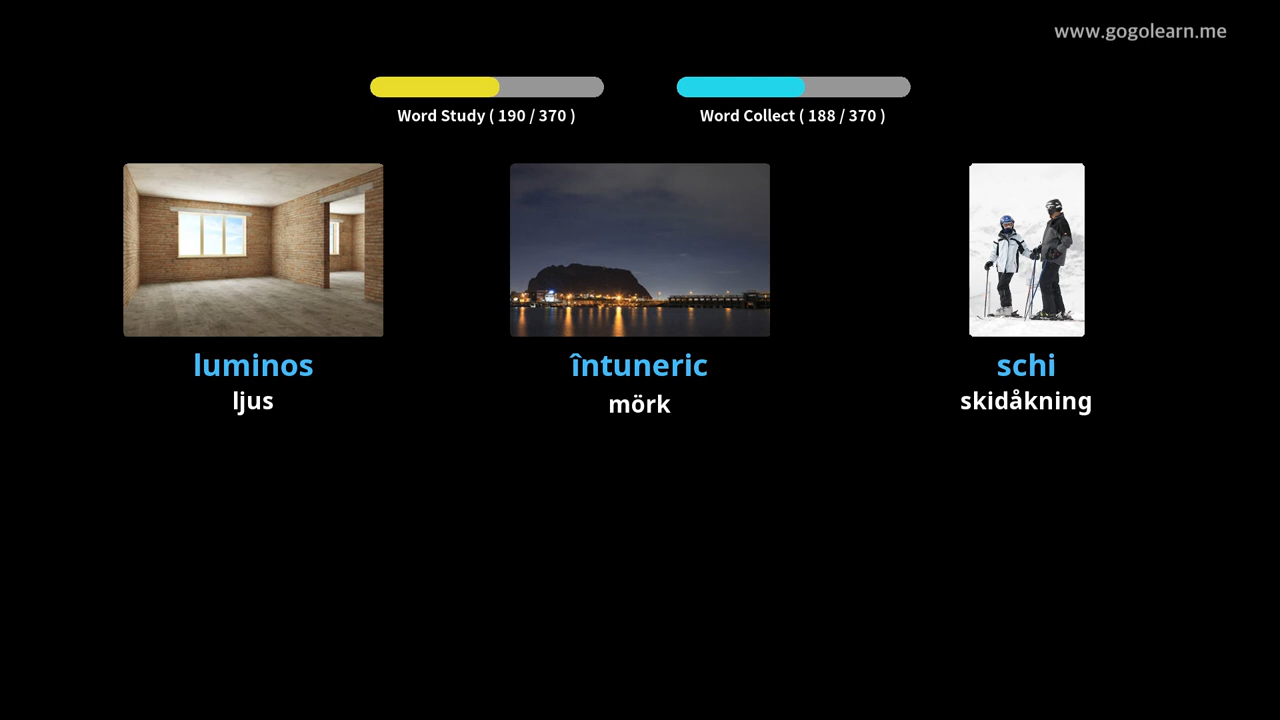 www.gogolearn.me
Word Study ( 190 / 370 )
Word Collect ( 188 / 370 )
luminos
ljus
întuneric
mörk
schi
skidåkning